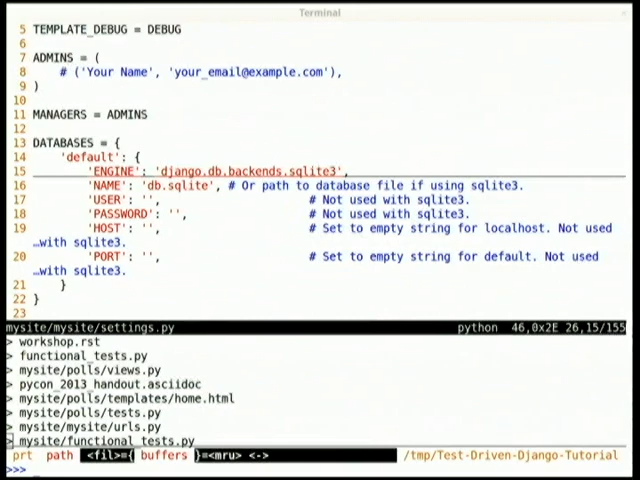 Terminal
5 TEMPLATE_DEBUG = DEBUG
6
7 ADMINS = (
8     # ('Your Name', 'your_email@example.com'),
9 )
10
11 MANAGERS = ADMINS
12
13 DATABASES = {
14     'default': {
15         'ENGINE': 'django.db.backends.sqlite3',
16         'NAME': 'db.sqlite', # Or path to database file if using sqlite3.
17         'USER': '',                      # Not used with sqlite3.
18         'PASSWORD': '',                  # Not used with sqlite3.
19         'HOST': '',                      # Set to empty string for localhost. Not used
…with sqlite3.
20         'PORT': '',                      # Set to empty string for default. Not used
…with sqlite3.
21     }
22 }
23
mysite/mysite/settings.py python 46,0x2E 26,15/155
> workshop.rst
> functional_tests.py
> mysite/polls/views.py
> pycon_2013_handout.asciidoc
> mysite/polls/templates/home.html
> mysite/polls/tests.py
> mysite/mysite/urls.py
> mysite/functional_tests.py
prt path <fil>={ buffers }=<mru> <-> /tmp/Test-Driven-Django-Tutorial
>>> _